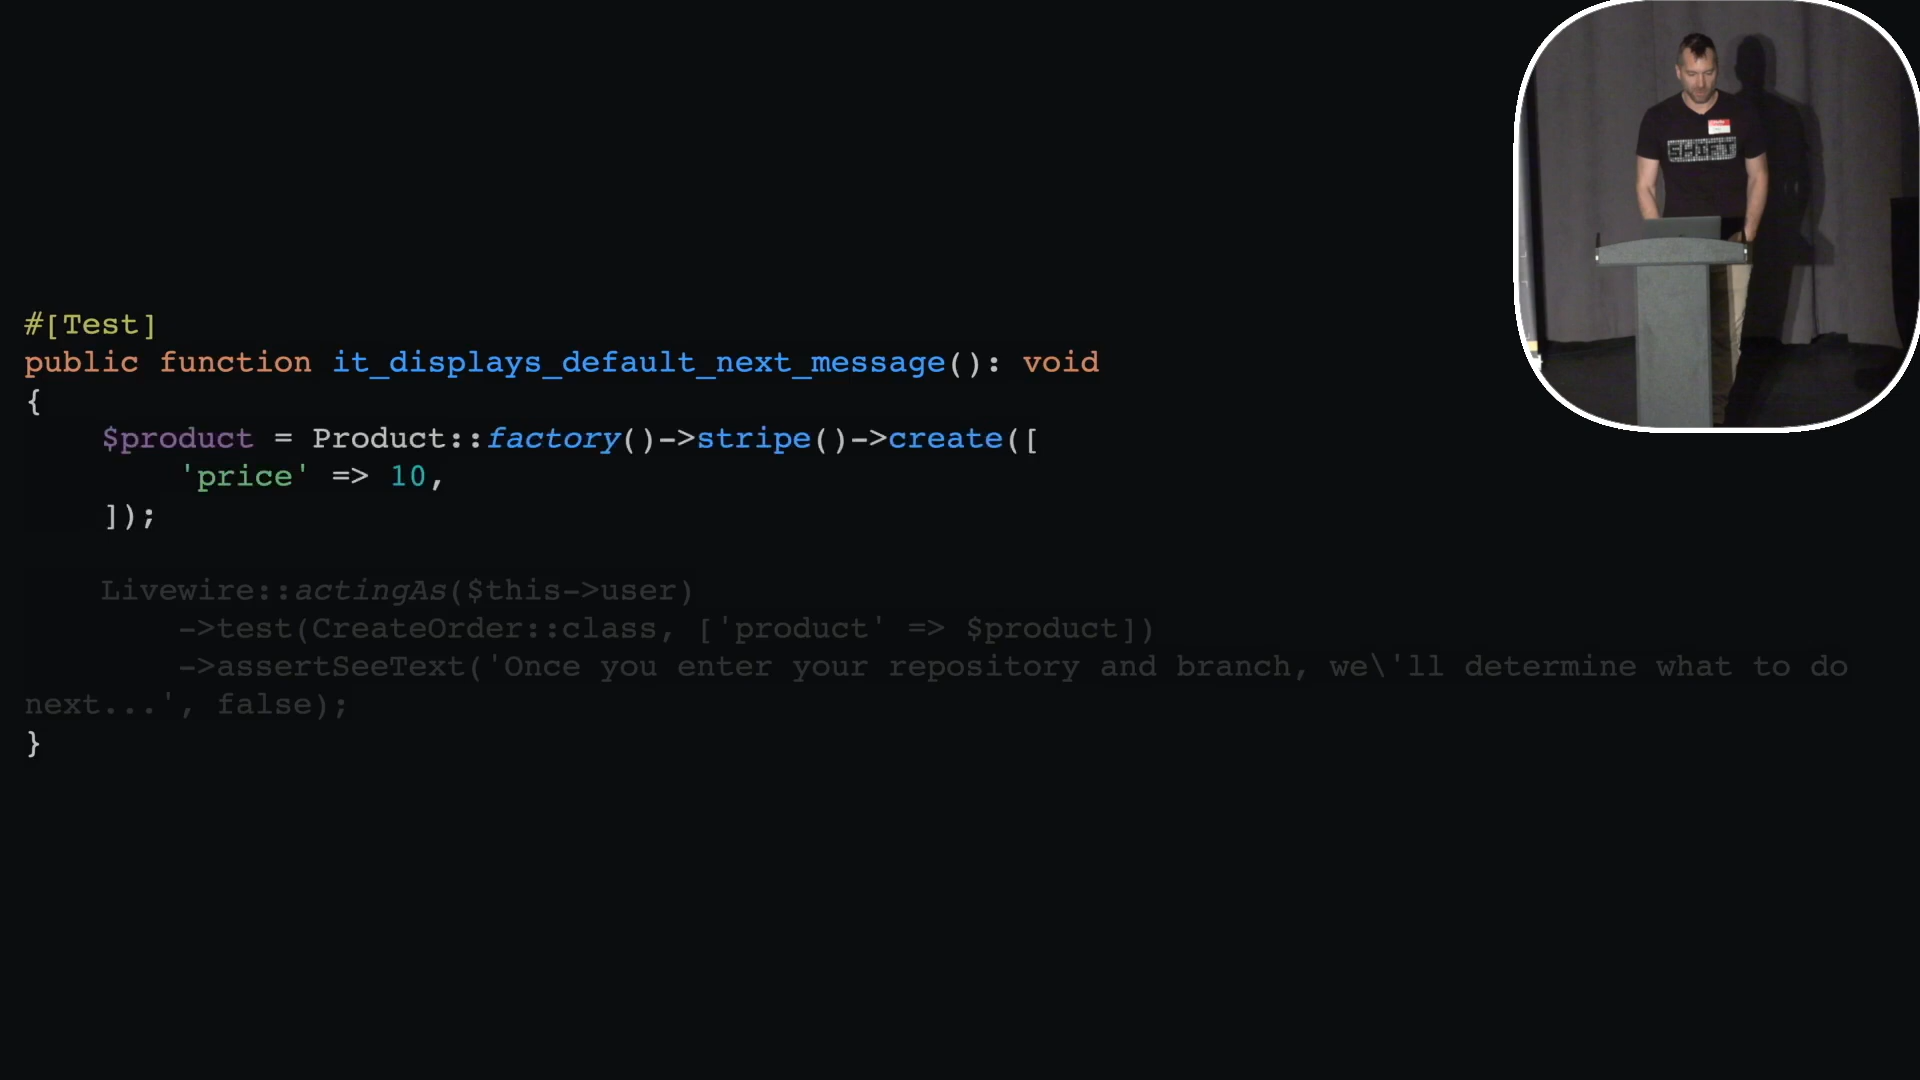 SHIFT
#[Test]
public function it_displays_default_next_message(): void
{
    $product = Product::factory()->stripe()->create([
        'price' => 10,
    ]);
    Livewire::actingAs($this->user)
        ->test(CreateOrder::class, ['product' => $product])
        ->assertSeeText('Once you enter your repository and branch, we\'ll determine what to do
next...', false);
}